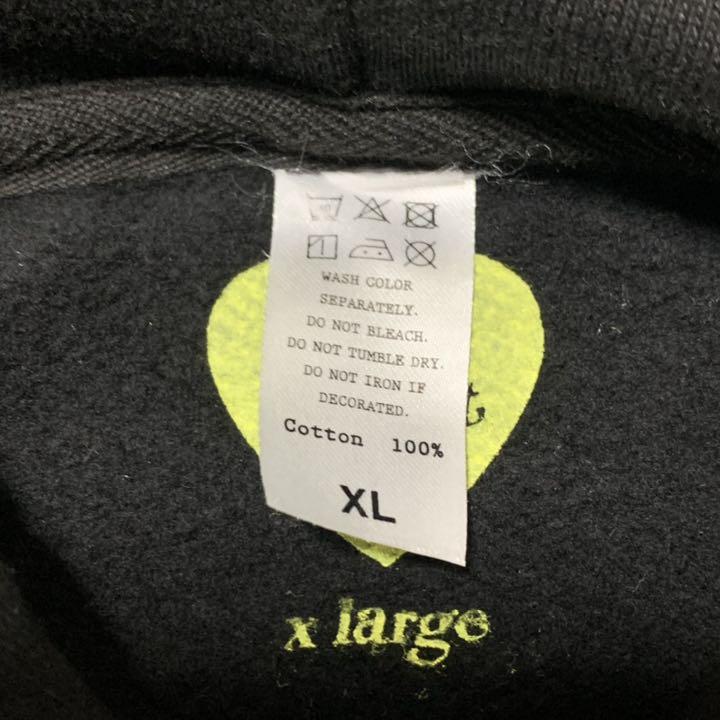 WASH COLOR
SEPARATELY.
DO NOT BLEACH.
DO NOT TUMBLE DRY.
DO NOT IRON IF
DECORATED.
Cotton 100%
XL
x large